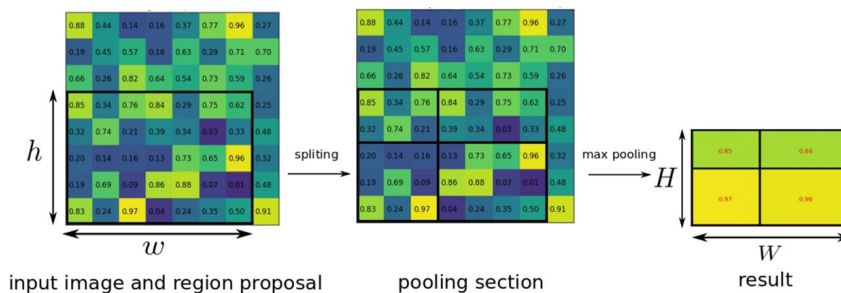 0.88 0.44 0.14 0.16 0.37 0.77 0.96 0.27
0.19 0.45 0.57 0.16 0.63 0.29 0.71 0.70
0.66 0.26 0.82 0.64 0.54 0.73 0.59 0.26
0.85 0.34 0.76 0.84 0.29 0.75 0.62 0.25
0.32 0.74 0.21 0.39 0.34 0.03 0.33 0.48
0.20 0.14 0.16 0.13 0.73 0.65 0.96 0.32
0.19 0.69 0.09 0.86 0.88 0.07 0.01 0.48
0.83 0.24 0.97 0.04 0.24 0.35 0.50 0.91
h
w
input image and region proposal
spliting
0.88 0.44 0.14 0.16 0.37 0.77 0.96 0.27
0.19 0.45 0.57 0.16 0.63 0.29 0.71 0.70
0.66 0.26 0.82 0.64 0.54 0.73 0.59 0.26
0.85 0.34 0.76 0.84 0.29 0.75 0.62 0.25
0.32 0.74 0.21 0.39 0.34 0.03 0.33 0.48
0.20 0.14 0.16 0.13 0.73 0.65 0.96 0.32
0.19 0.69 0.09 0.86 0.88 0.07 0.01 0.48
0.83 0.24 0.97 0.04 0.24 0.35 0.50 0.91
pooling section
max pooling
H
0.85 0.84
0.97 0.96
W
result